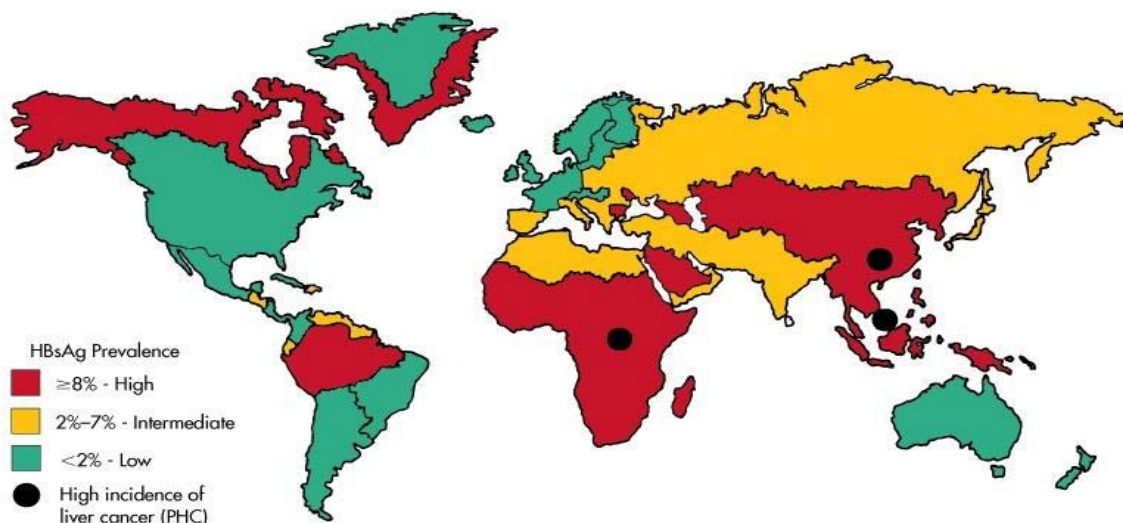 HBsAg Prevalence
≥8% - High
2%–7% - Intermediate
<2% - Low
High incidence of
liver cancer (PHC)